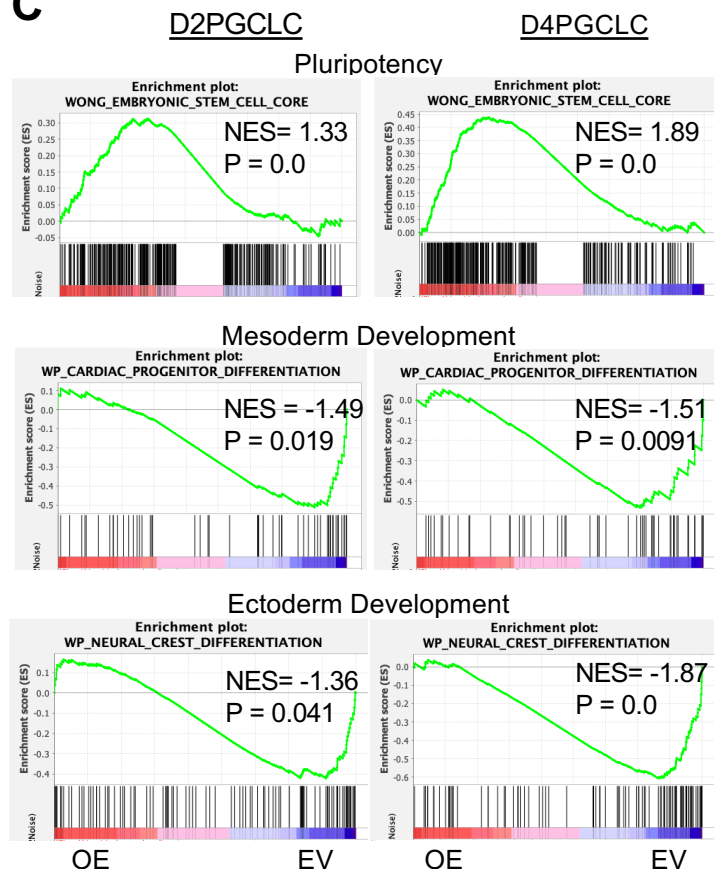 C
D2PGCLC
D4PGCLC
Pluripotency
Enrichment plot:
WONG_EMBRYONIC_STEM_CELL_CORE
Enrichment score (ES)
0.30
0.25
0.20
0.15
0.10
0.05
0.00
-0.05
NES= 1.33
P = 0.0
Noise)
Enrichment plot:
WONG_EMBRYONIC_STEM_CELL_CORE
Enrichment score (ES)
0.45
0.40
0.35
0.30
0.25
0.20
0.15
0.10
0.05
0.00
NES= 1.89
P = 0.0
Noise)
Mesoderm Development
Enrichment plot:
WP_CARDIAC_PROGENITOR_DIFFERENTIATION
Enrichment score (ES)
0.1
0.0
-0.1
-0.2
-0.3
-0.4
-0.5
NES = -1.49
P = 0.019
Noise)
Enrichment plot:
WP_CARDIAC_PROGENITOR_DIFFERENTIATION
Enrichment score (ES)
0.0
-0.1
-0.2
-0.3
-0.4
-0.5
NES= -1.51
P = 0.0091
Noise)
Ectoderm Development
Enrichment plot:
WP_NEURAL_CREST_DIFFERENTIATION
Enrichment score (ES)
0.1
0.0
-0.1
-0.2
-0.3
-0.4
NES= -1.36
P = 0.041
2Noise)
Enrichment plot:
WP_NEURAL_CREST_DIFFERENTIATION
Enrichment score (ES)
0.0
-0.1
-0.2
-0.3
-0.4
-0.5
-0.6
NES= -1.87
P = 0.0
2Noise)
OE
EV
OE
EV